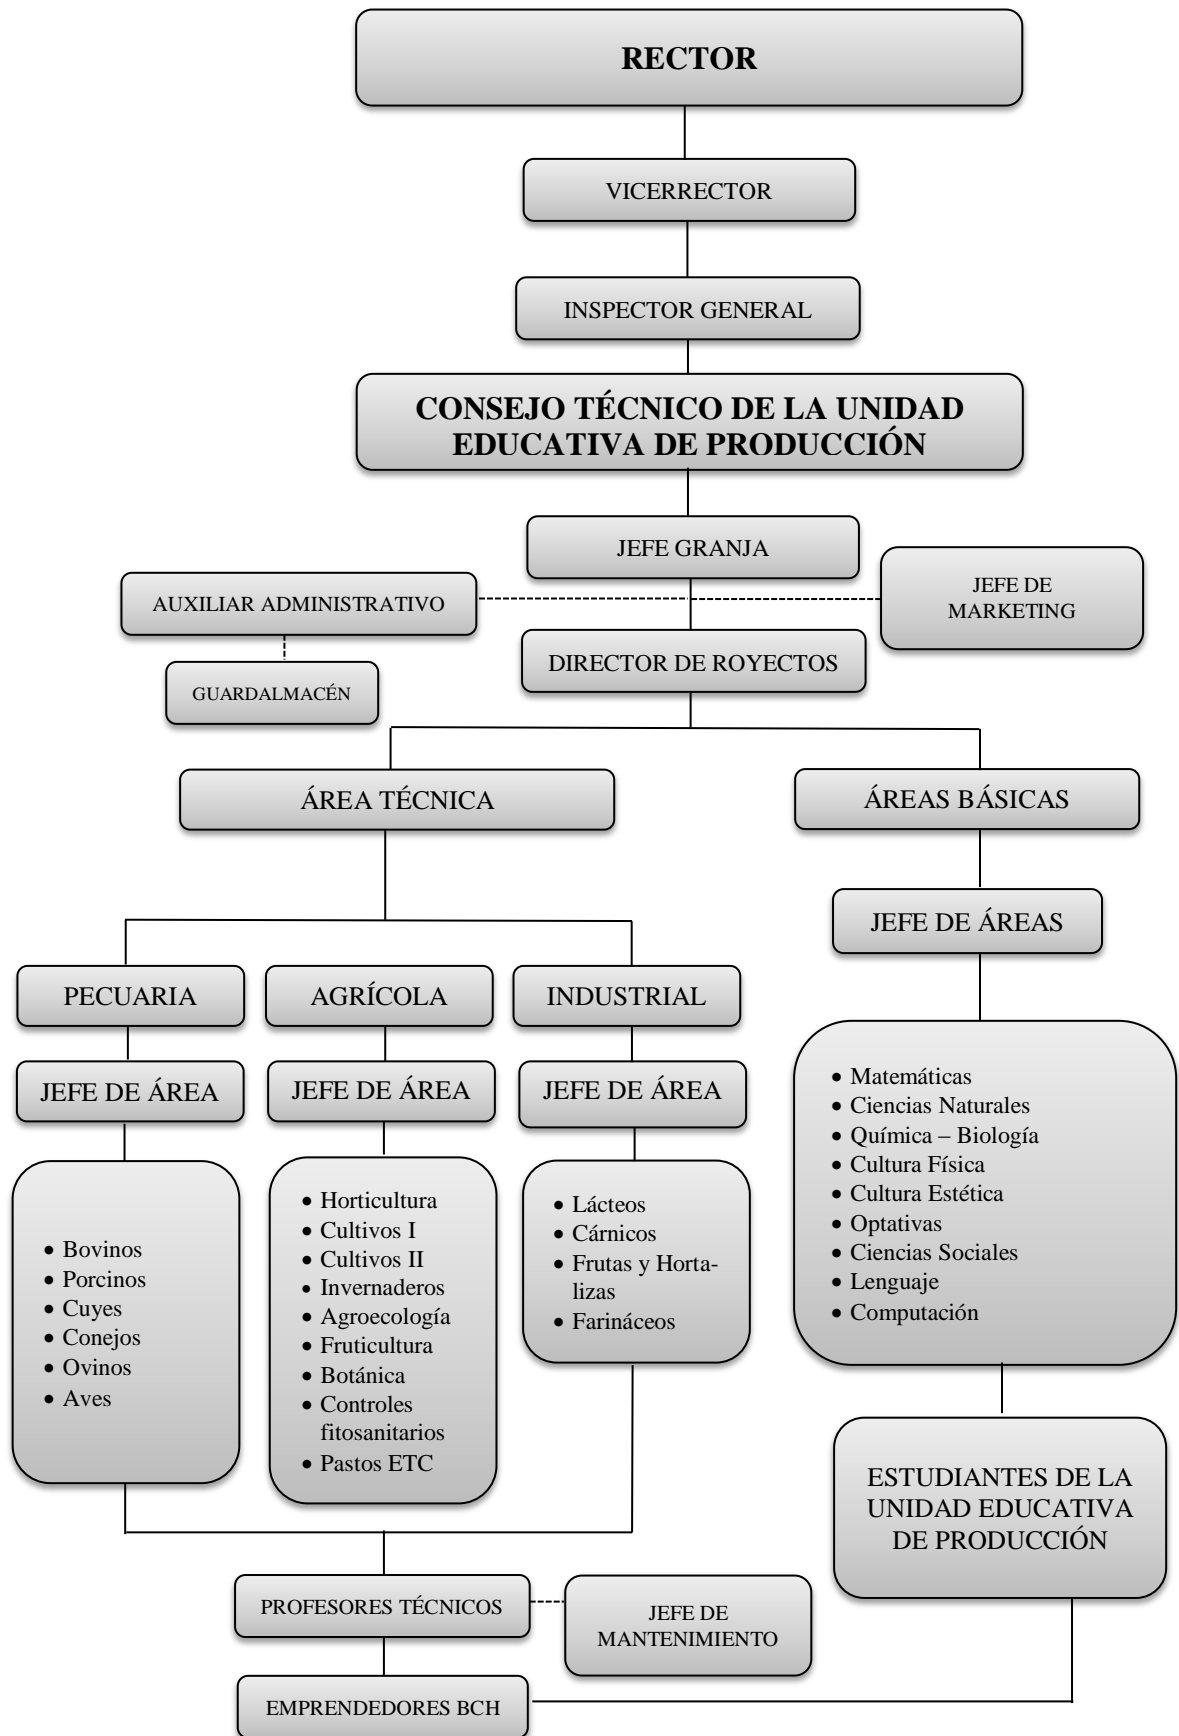 RECTOR
VICERRECTOR
INSPECTOR GENERAL
CONSEJO TÉCNICO DE LA UNIDAD
EDUCATIVA DE PRODUCCIÓN
JEFE GRANJA
AUXILIAR ADMINISTRATIVO
JEFE DE
MARKETING
GUARDALMACÉN
DIRECTOR DE ROYECTOS
ÁREA TÉCNICA
ÁREAS BÁSICAS
JEFE DE ÁREAS
PECUARIA
AGRÍCOLA
INDUSTRIAL
JEFE DE ÁREA
JEFE DE ÁREA
JEFE DE ÁREA
• Bovinos
• Porcinos
• Cuyes
• Conejos
• Ovinos
• Aves
• Horticultura
• Cultivos I
• Cultivos II
• Invernaderos
• Agroecología
• Fruticultura
• Botánica
• Controles
fitosanitarios
• Pastos ETC
• Lácteos
• Cárnicos
• Frutas y Horta-
lizas
• Farináceos
• Matemáticas
• Ciencias Naturales
• Química – Biología
• Cultura Física
• Cultura Estética
• Optativas
• Ciencias Sociales
• Lenguaje
• Computación
ESTUDIANTES DE LA
UNIDAD EDUCATIVA
DE PRODUCCIÓN
PROFESORES TÉCNICOS
JEFE DE
MANTENIMIENTO
EMPRENDEDORES BCH